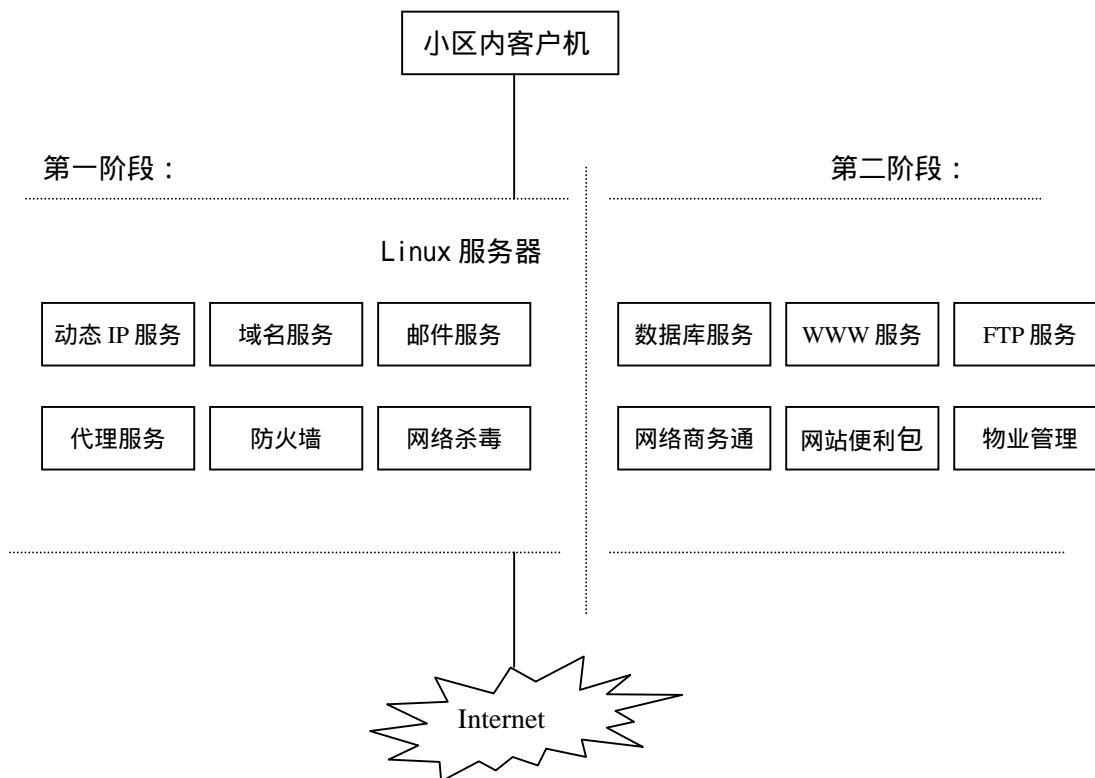 小区内客户机
第一阶段：
第二阶段：
Linux 服务器
动态 IP 服务
域名服务
邮件服务
数据库服务
WWW 服务
FTP 服务
代理服务
防火墙
网络杀毒
网络商务通
网站便利包
物业管理
Internet